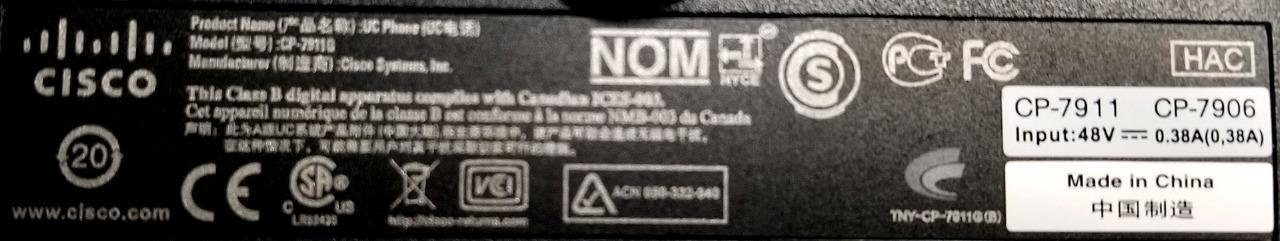 CISCO
Product Name (产品名称) :UC Phone (UC电话)
Model (型号) :CP-7911G
Manufacturer (制造商) :Cisco Systems, Inc.
This Class B digital apparatus complies with Canadian ICES-003.
Cet appareil numérique de la classe B est conforme à la norme NMB-003 du Canada
NOM
NYCE
S
FC
HAC
CP-7911 CP-7906
Input:48V 0.38A(0,38A)
Made in China
中国制造
20
www.cisco.com
CE
C US
VCI
TNY-CP-7911G(B)